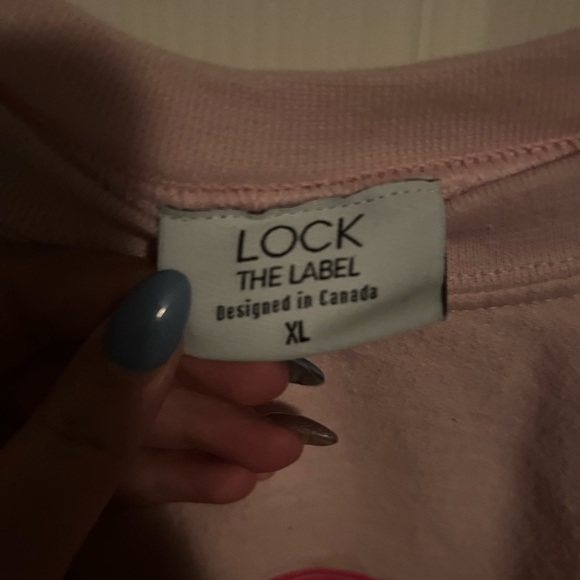 LOCK
THE LABEL
Designed in Canada
XL